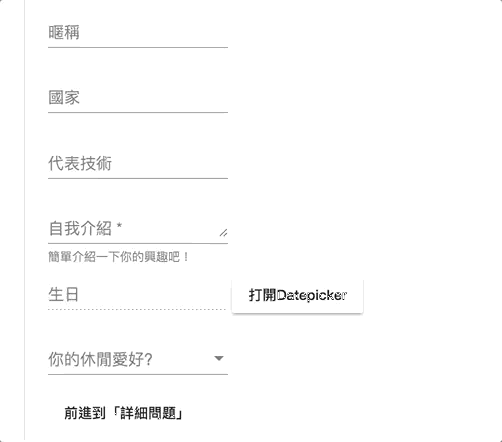 暱稱
國家
代表技術
自我介紹 *
簡單介紹一下你的興趣吧！
生日 打開Datepicker
你的休閒愛好?
前進到「詳細問題」